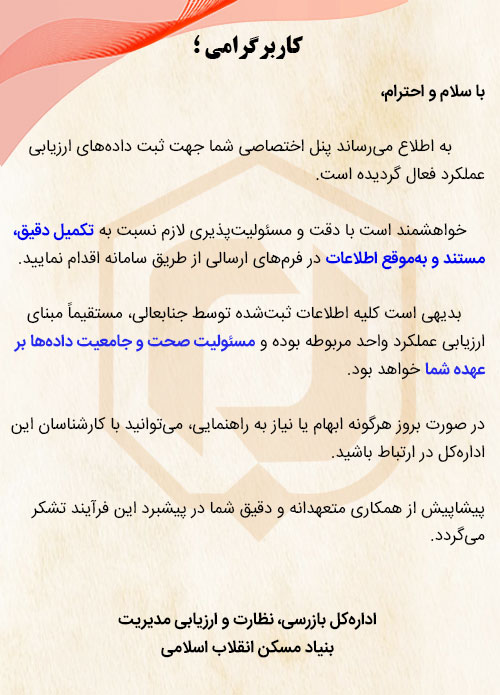 کاربر گرامی ؛
با سلام و احترام،
به اطلاع می‌رساند پنل اختصاصی شما جهت ثبت داده‌های ارزیابی
عملکرد فعال گردیده است.
خواهشمند است با دقت و مسئولیت‌پذیری لازم نسبت به تکمیل دقیق،
مستند و به‌موقع اطلاعات در فرم‌های ارسالی از طریق سامانه اقدام نمایید.
بدیهی است کلیه اطلاعات ثبت‌شده توسط جنابعالی، مستقیماً مبنای
ارزیابی عملکرد واحد مربوطه بوده و مسئولیت صحت و جامعیت داده‌ها بر
عهده شما خواهد بود.
در صورت بروز هرگونه ابهام یا نیاز به راهنمایی، می‌توانید با کارشناسان این
اداره‌کل در ارتباط باشید.
پیشاپیش از همکاری متعهدانه و دقیق شما در پیشبرد این فرآیند تشکر
می‌گردد.
اداره‌کل بازرسی، نظارت و ارزیابی مدیریت
بنیاد مسکن انقلاب اسلامی